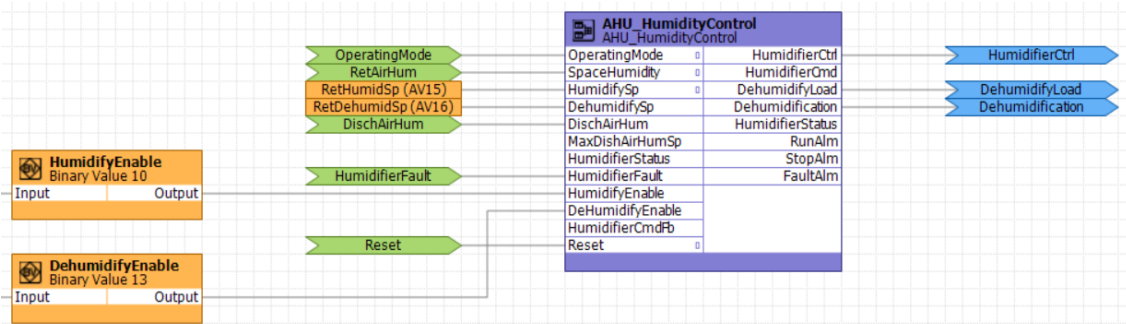 AHU_HumidityControl
AHU_HumidityControl
OperatingMode OperatingMode HumidifierCtrl HumidifierCtrl
RetAirHum SpaceHumidity HumidifierCmd
RetHumidSp (AV15) HumidifySp DehumidifyLoad DehumidifyLoad
RetDehumidSp (AV16) DehumidifySp Dehumidification Dehumidification
DischAirHum DischAirHum HumidifierStatus
MaxDishAirHumSp RunAlm
HumidifyEnable HumidifierStatus StopAlm
Binary Value 10 HumidifierFault HumidifierFault FaultAlm
Input Output HumidifyEnable
DeHumidifyEnable
HumidifierCmdFb
Reset Reset
DehumidifyEnable
Binary Value 13
Input Output